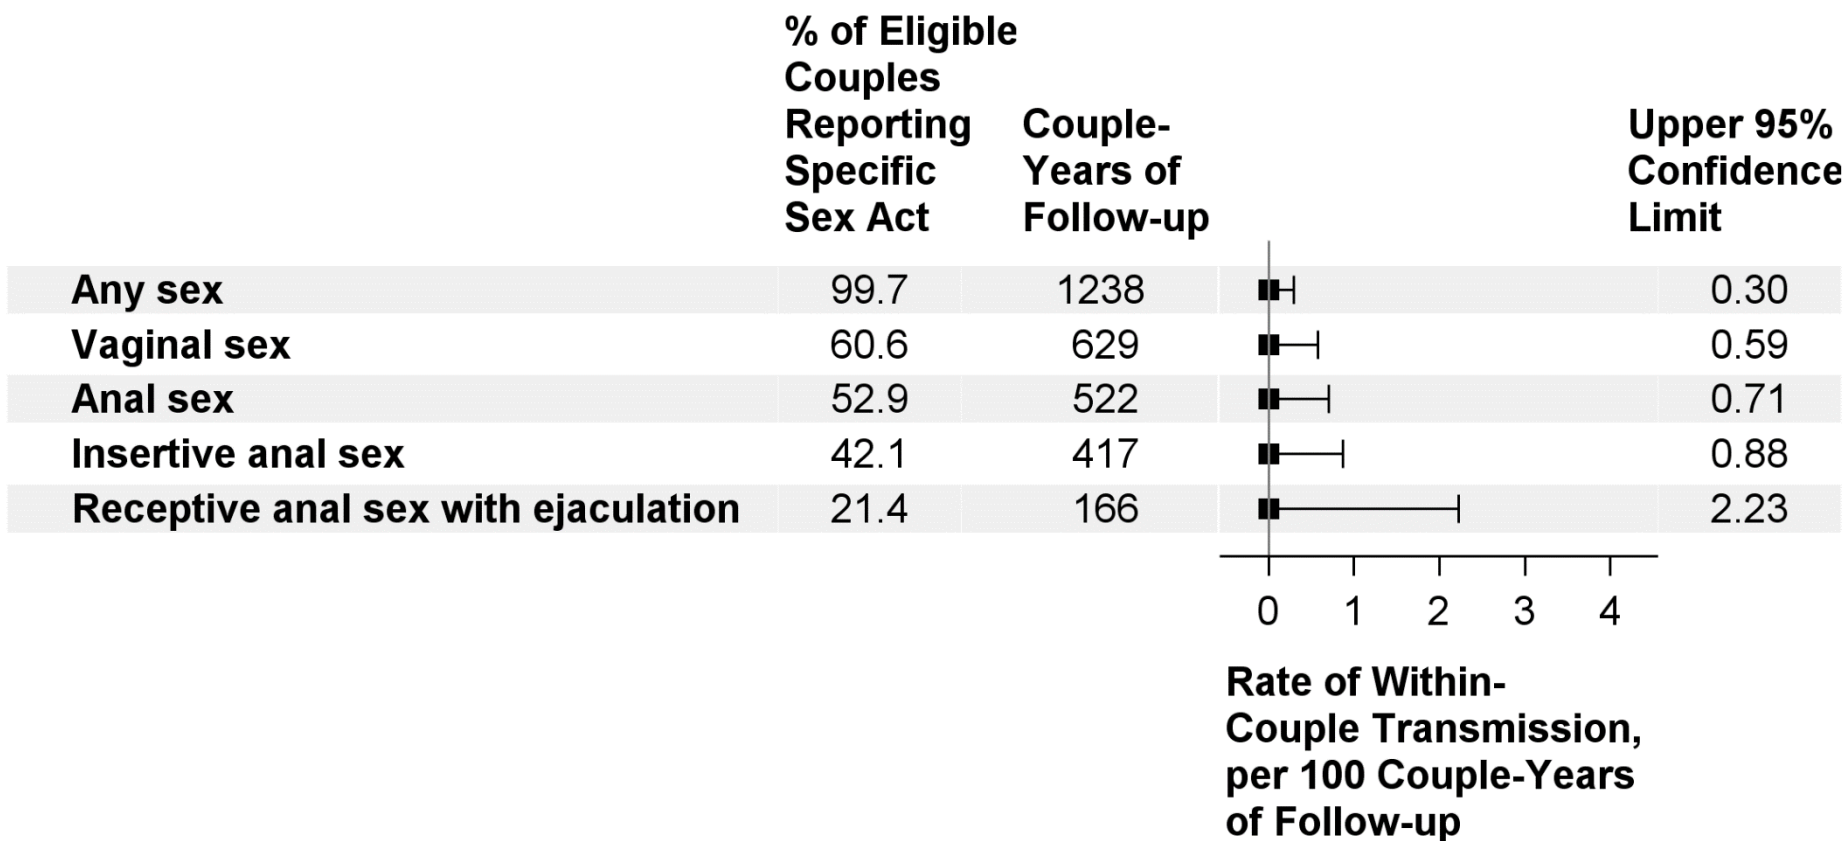 % of Eligible
Couples
Reporting
Specific
Sex Act
Couple-
Years of
Follow-up
Upper 95%
Confidence
Limit
Any sex 99.7 1238 0.30
Vaginal sex 60.6 629 0.59
Anal sex 52.9 522 0.71
Insertive anal sex 42.1 417 0.88
Receptive anal sex with ejaculation 21.4 166 2.23
0 1 2 3 4
Rate of Within-
Couple Transmission,
per 100 Couple-Years
of Follow-up